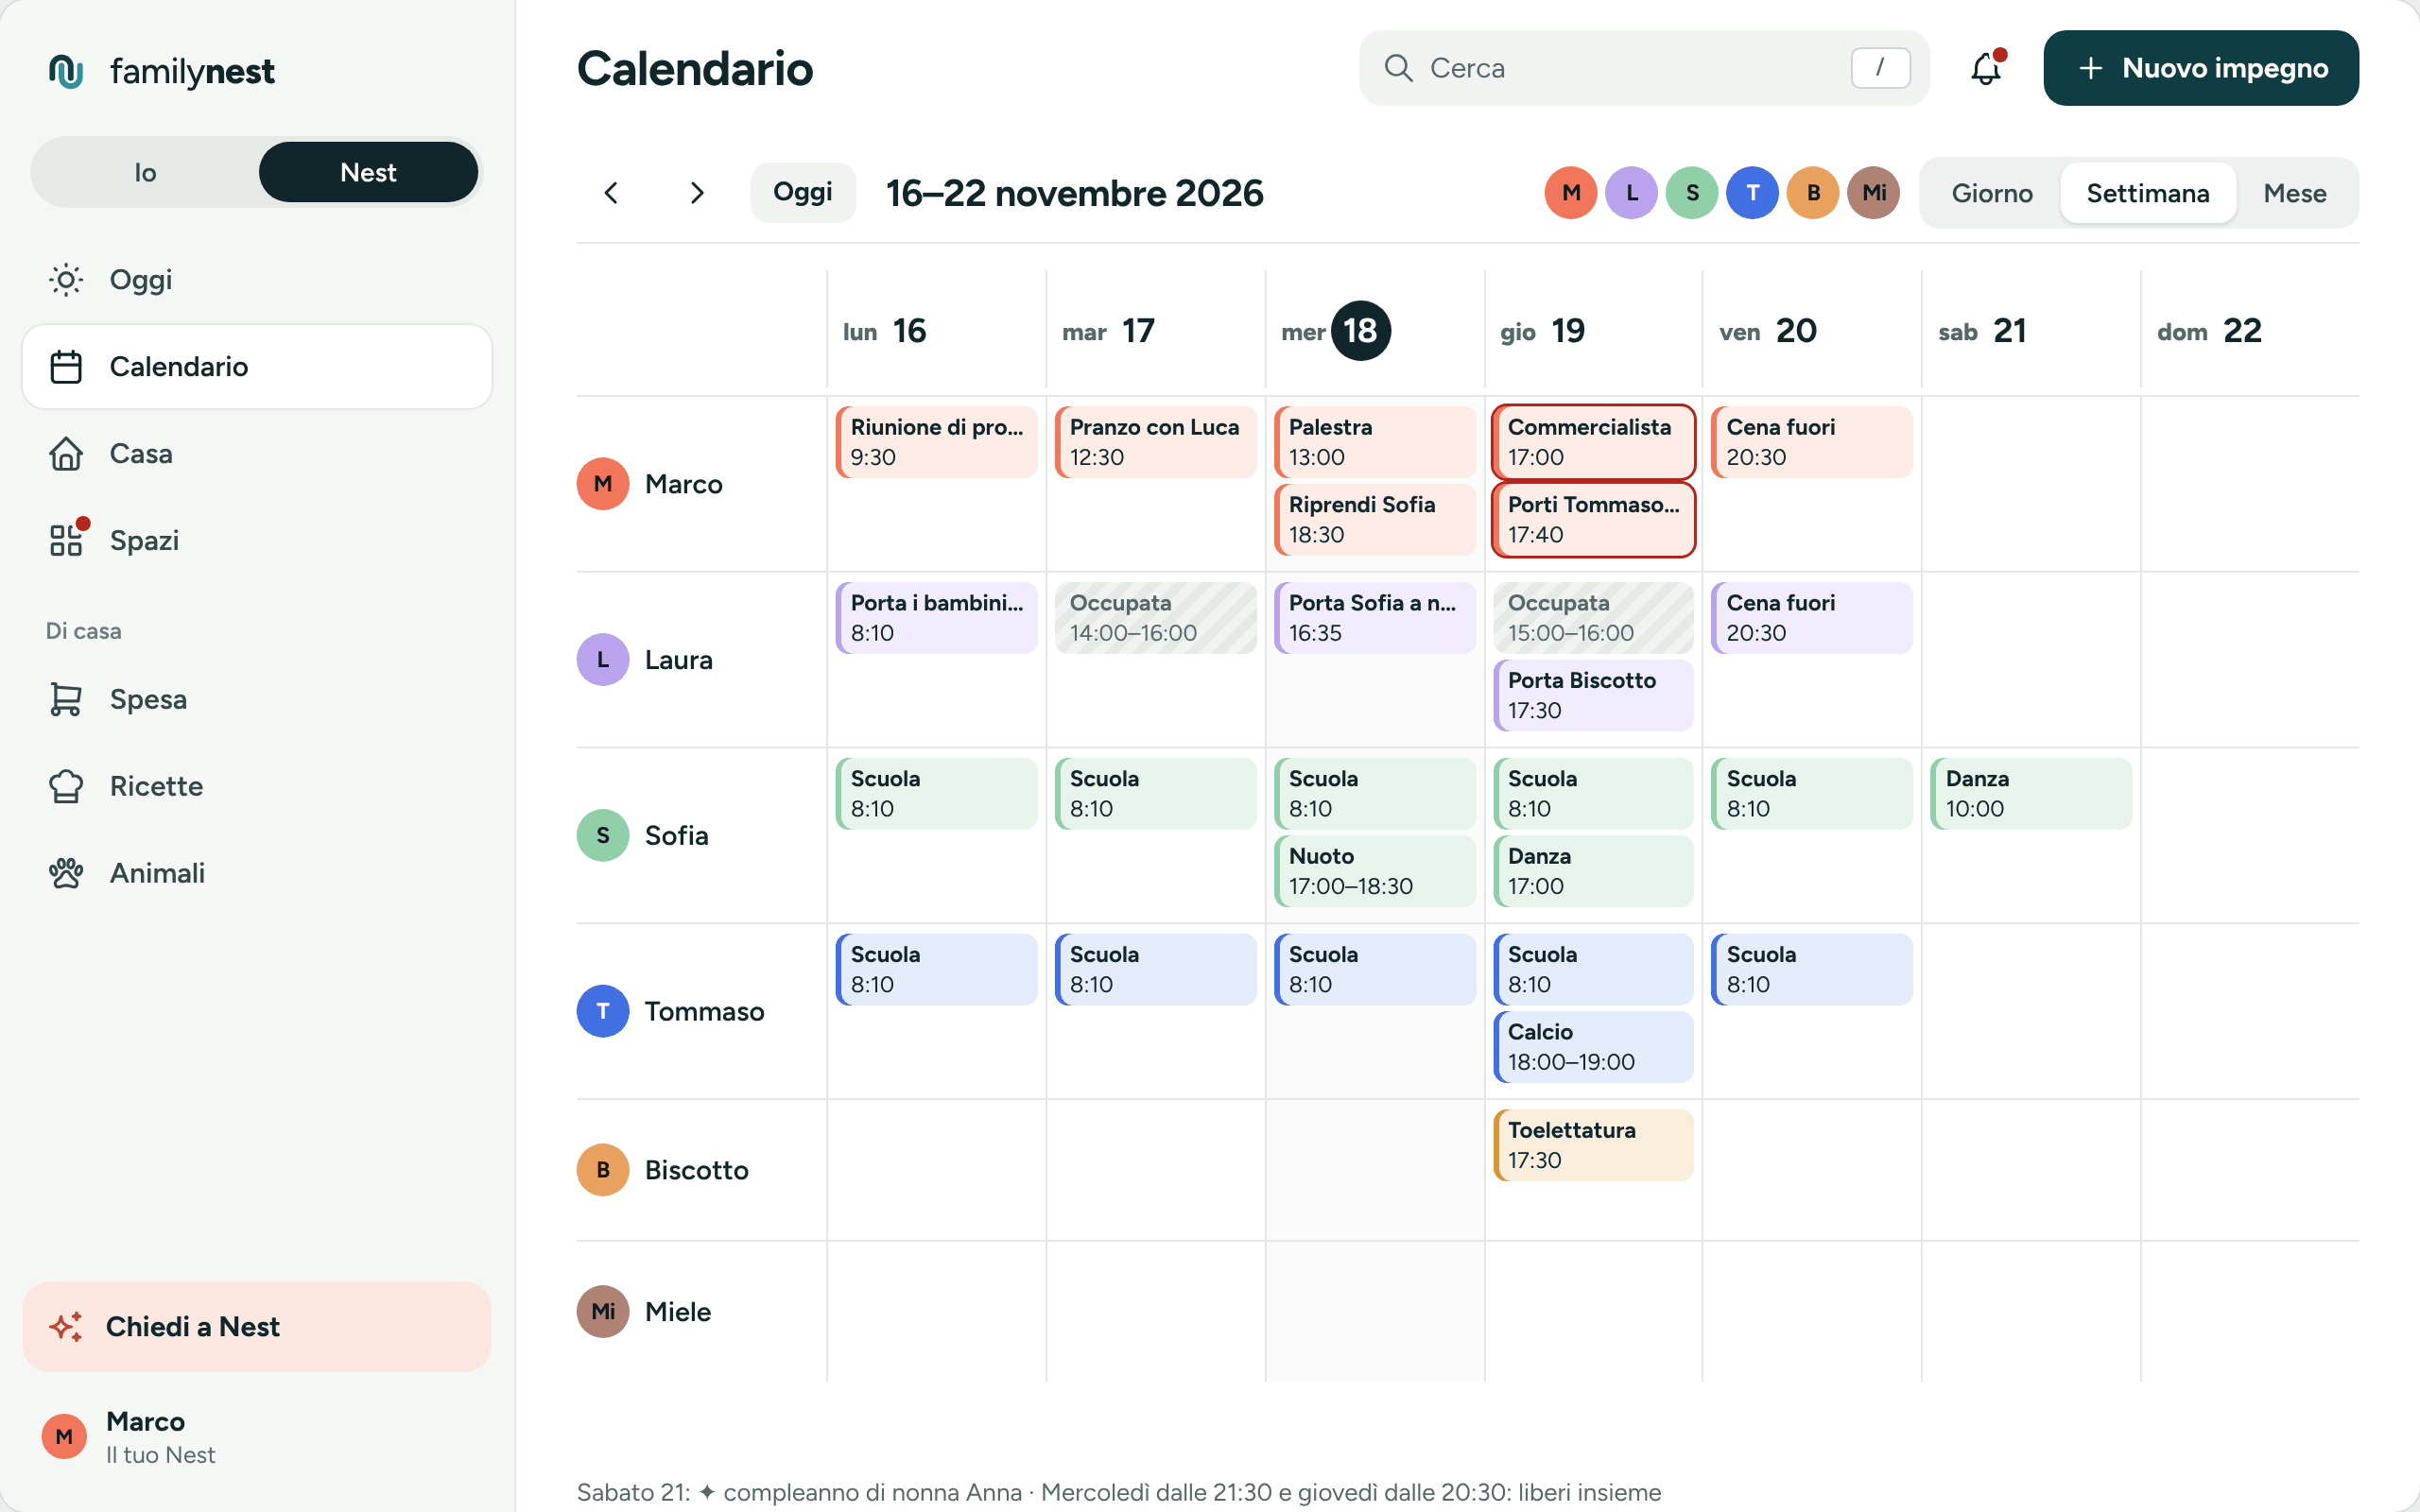 familynest
Io
Nest
Oggi
Calendario
Casa
Spazi
Di casa
Spesa
Ricette
Animali
Chiedi a Nest
M
Marco
Il tuo Nest
Calendario
Cerca
/
Nuovo impegno
Oggi
16–22 novembre 2026
M L S T B Mi
Giorno
Settimana
Mese
lun 16
mar 17
mer 18
gio 19
ven 20
sab 21
dom 22
M Marco
Riunione di pro...
9:30
Pranzo con Luca
12:30
Palestra
13:00
Riprendi Sofia
18:30
Commercialista
17:00
Porti Tommaso...
17:40
Cena fuori
20:30
L Laura
Porta i bambini...
8:10
Occupata
14:00–16:00
Porta Sofia a n...
16:35
Occupata
15:00–16:00
Porta Biscotto
17:30
Cena fuori
20:30
S Sofia
Scuola
8:10
Scuola
8:10
Scuola
8:10
Nuoto
17:00–18:30
Scuola
8:10
Danza
17:00
Scuola
8:10
Danza
10:00
T Tommaso
Scuola
8:10
Scuola
8:10
Scuola
8:10
Scuola
8:10
Calcio
18:00–19:00
Scuola
8:10
B Biscotto
Toelettatura
17:30
Mi Miele
Sabato 21: ✦ compleanno di nonna Anna · Mercoledì dalle 21:30 e giovedì dalle 20:30: liberi insieme